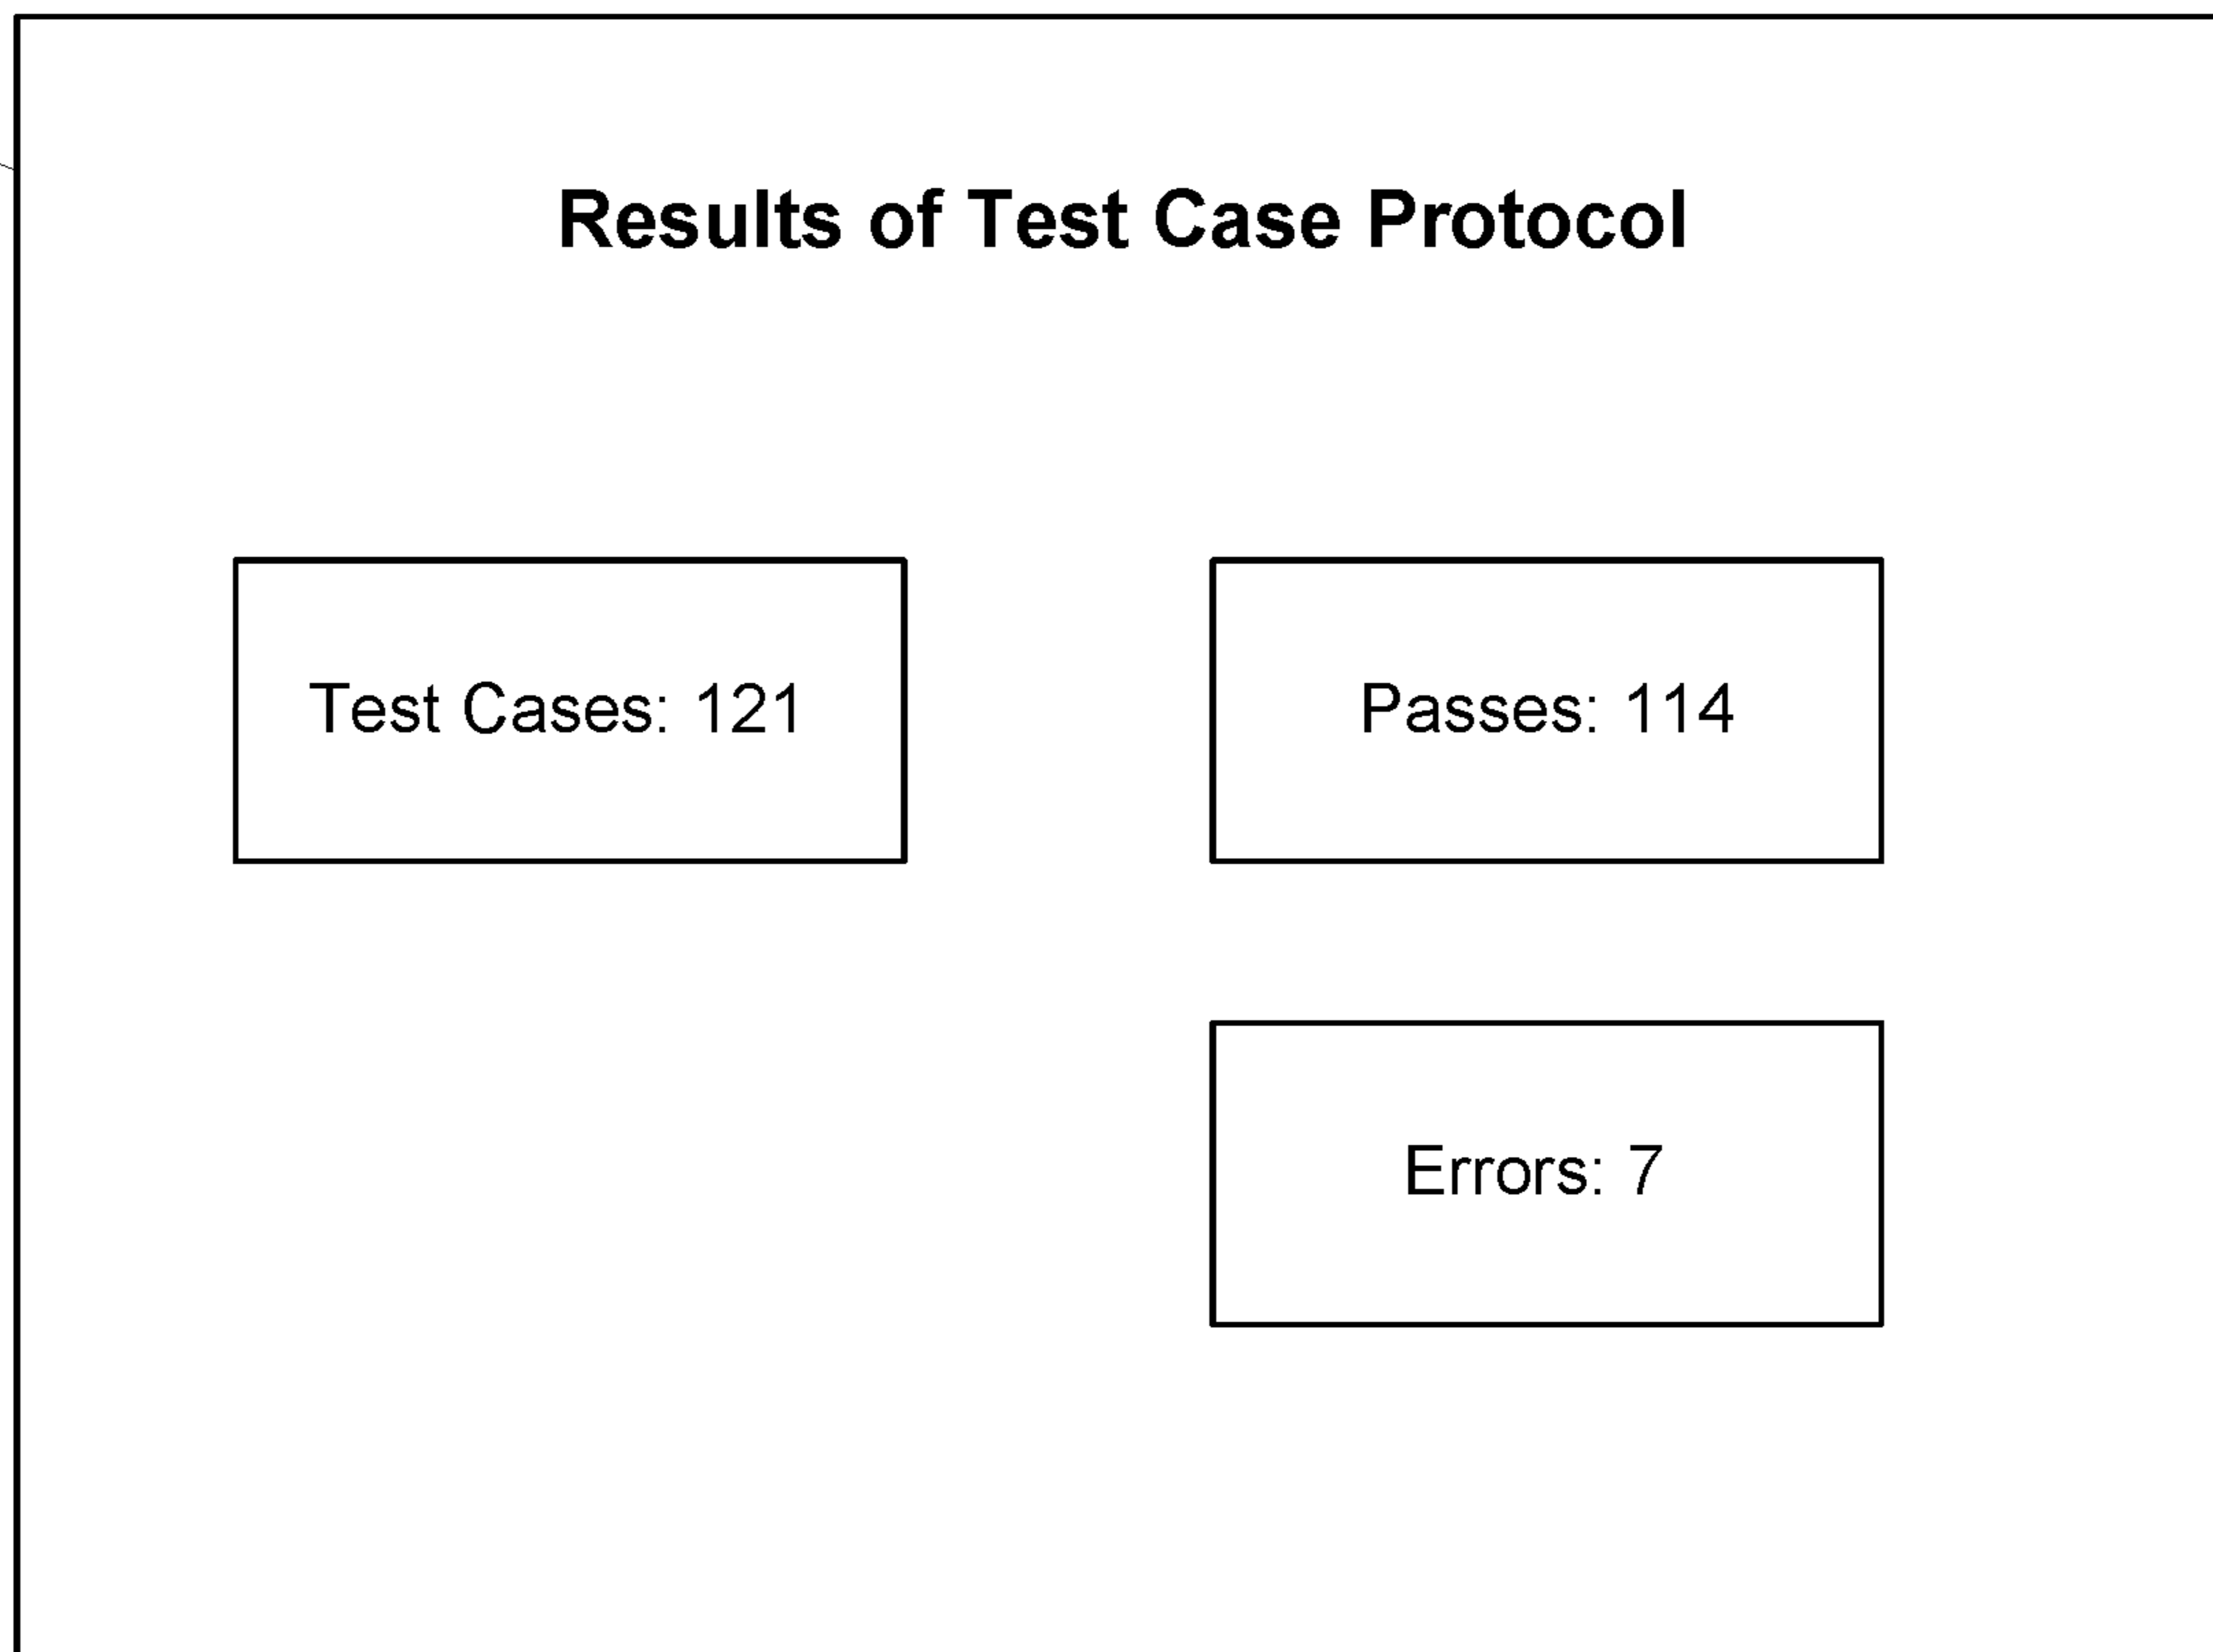 Results of Test Case Protocol
Test Cases: 121
Passes: 114
Errors: 7